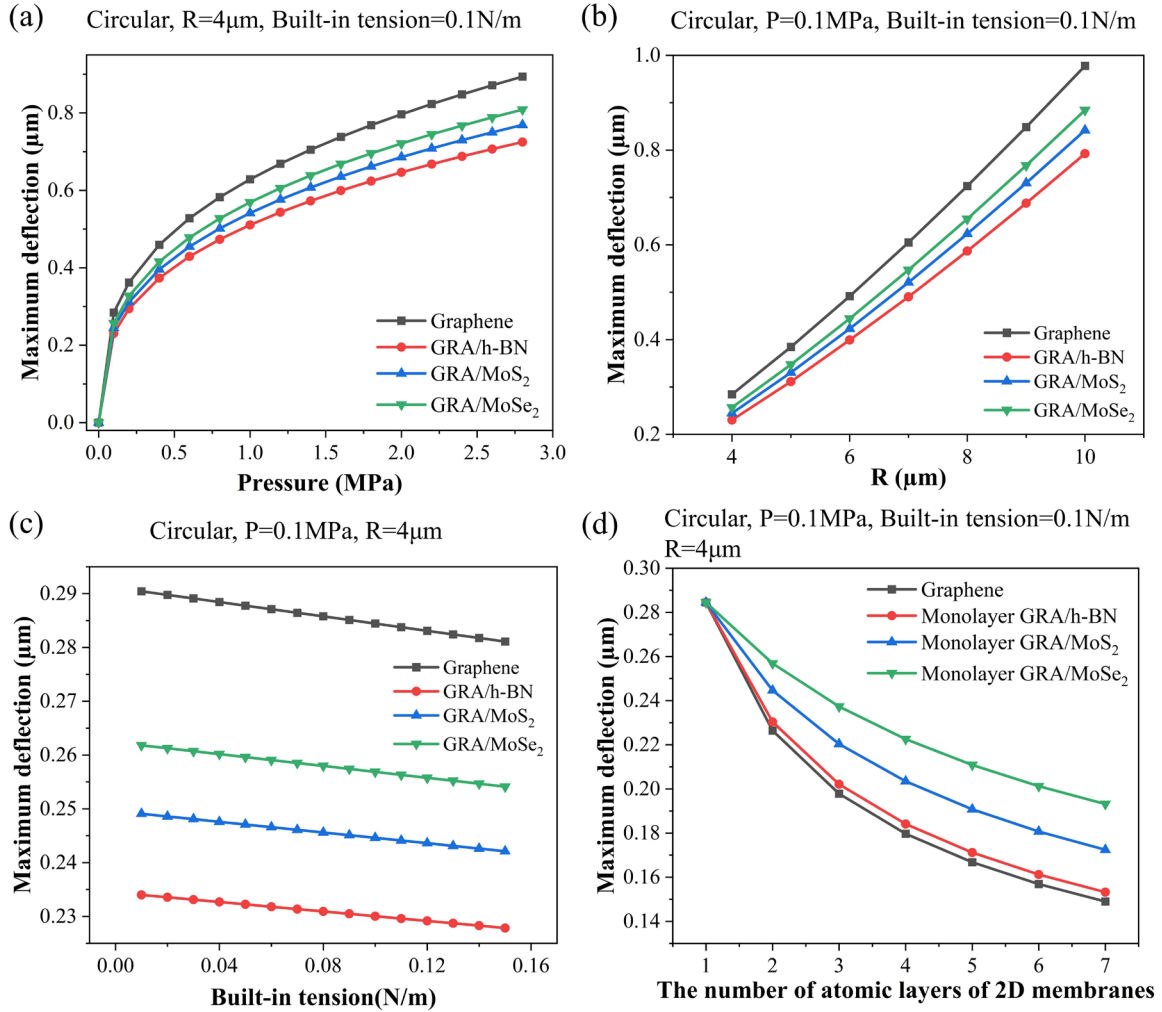 (a)
Circular, R=4μm, Built-in tension=0.1N/m
Maximum deflection (μm)
0.8
0.6
0.4
0.2
0.0
Graphene
GRA/h-BN
GRA/MoS₂
GRA/MoSe₂
0.0 0.5 1.0 1.5 2.0 2.5 3.0
Pressure (MPa)
(b)
Circular, P=0.1MPa, Built-in tension=0.1N/m
Maximum deflection (μm)
1.0
0.8
0.6
0.4
0.2
Graphene
GRA/h-BN
GRA/MoS₂
GRA/MoSe₂
4 6 8 10
R (μm)
(c)
Circular, P=0.1MPa, R=4μm
Maximum deflection (μm)
0.29
0.28
0.27
0.26
0.25
0.24
0.23
Graphene
GRA/h-BN
GRA/MoS₂
GRA/MoSe₂
0.00 0.04 0.08 0.12 0.16
Built-in tension(N/m)
(d)
Circular, P=0.1MPa, Built-in tension=0.1N/m
R=4μm
Maximum deflection (μm)
0.30
0.28
0.26
0.24
0.22
0.20
0.18
0.16
0.14
Graphene
Monolayer GRA/h-BN
Monolayer GRA/MoS₂
Monolayer GRA/MoSe₂
1 2 3 4 5 6 7
The number of atomic layers of 2D membranes